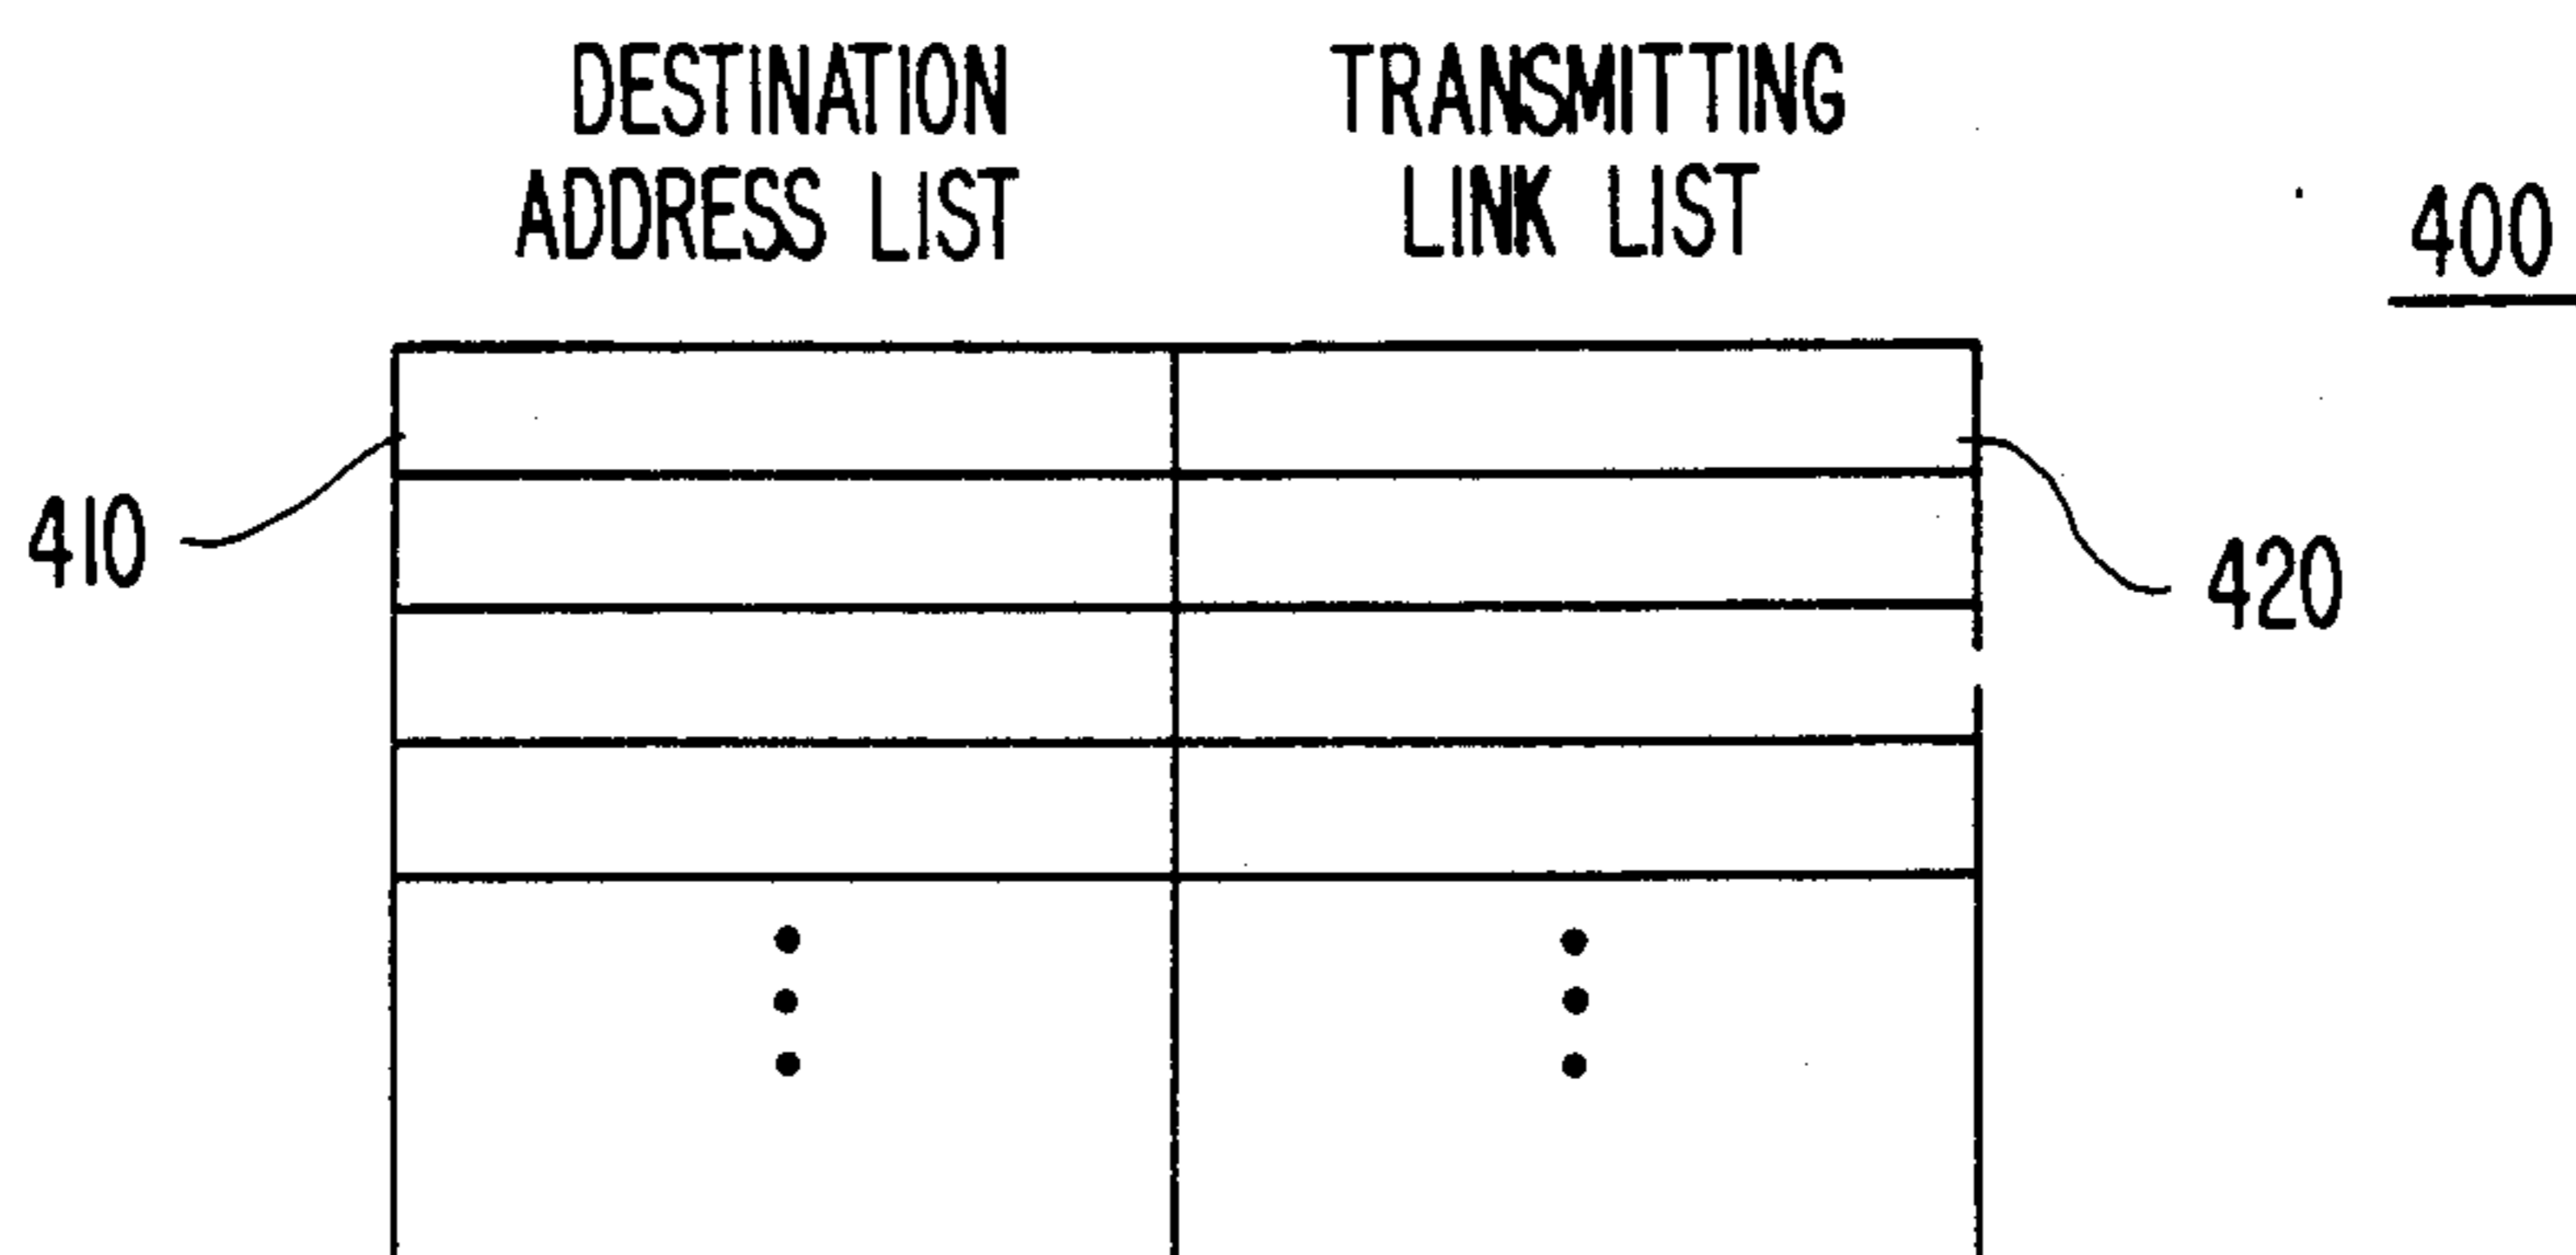 DESTINATION
ADDRESS LIST
TRANSMITTING
LINK LIST
400
410
420